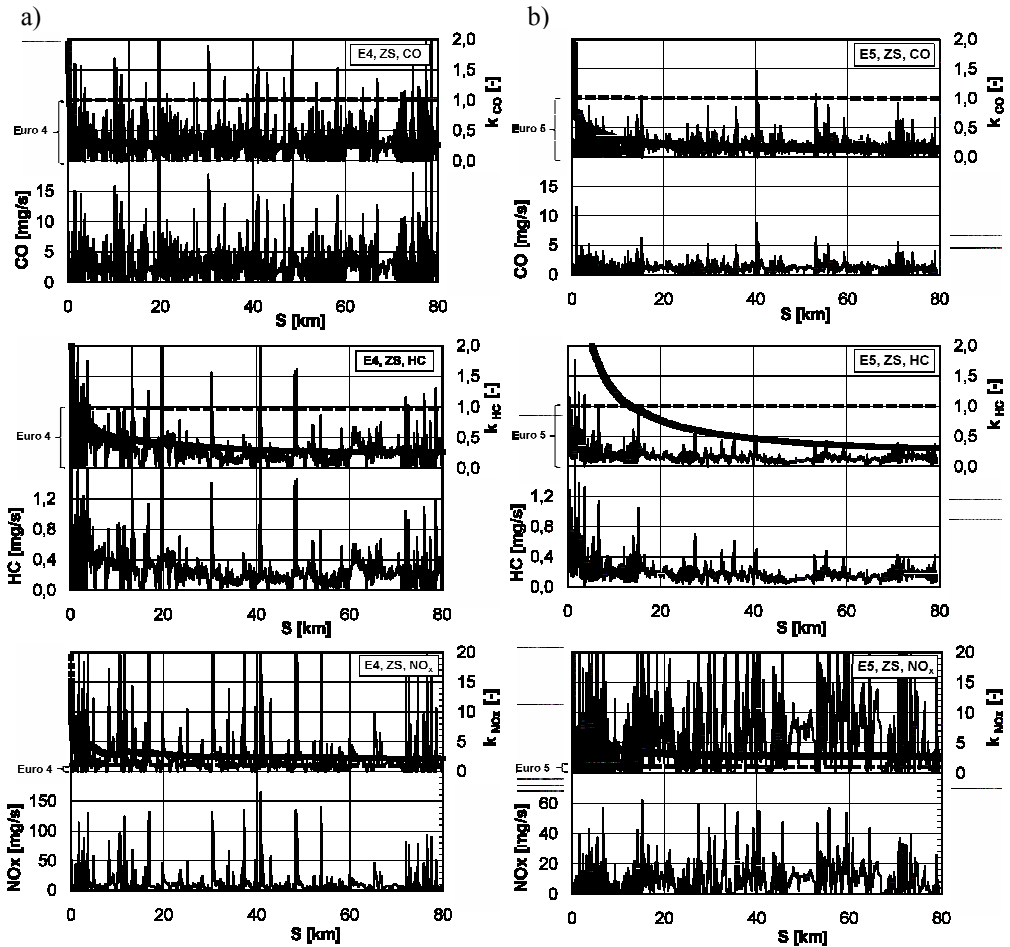 a)
E4, ZS, CO
2,0
1,5
1,0
0,5
0,0
k CO [-]
Euro 4
15
10
5
0
CO [mg/s]
0 20 40 60 80
S [km]
b)
E5, ZS, CO
2,0
1,5
1,0
0,5
0,0
k CO [-]
Euro 5
15
10
5
0
CO [mg/s]
0 20 40 60 80
S [km]
E4, ZS, HC
2,0
1,5
1,0
0,5
0,0
k HC [-]
Euro 4
1,2
0,8
0,4
0,0
HC [mg/s]
0 20 40 60 80
S [km]
E5, ZS, HC
2,0
1,5
1,0
0,5
0,0
k HC [-]
Euro 5
1,2
0,8
0,4
0,0
HC [mg/s]
0 20 40 60 80
S [km]
E4, ZS, NOx
20
15
10
5
0
k NOx [-]
Euro 4
150
100
50
0
NOx [mg/s]
0 20 40 60 80
S [km]
E5, ZS, NOx
20
15
10
5
0
k NOx [-]
Euro 5
60
40
20
0
NOx [mg/s]
0 20 40 60 80
S [km]